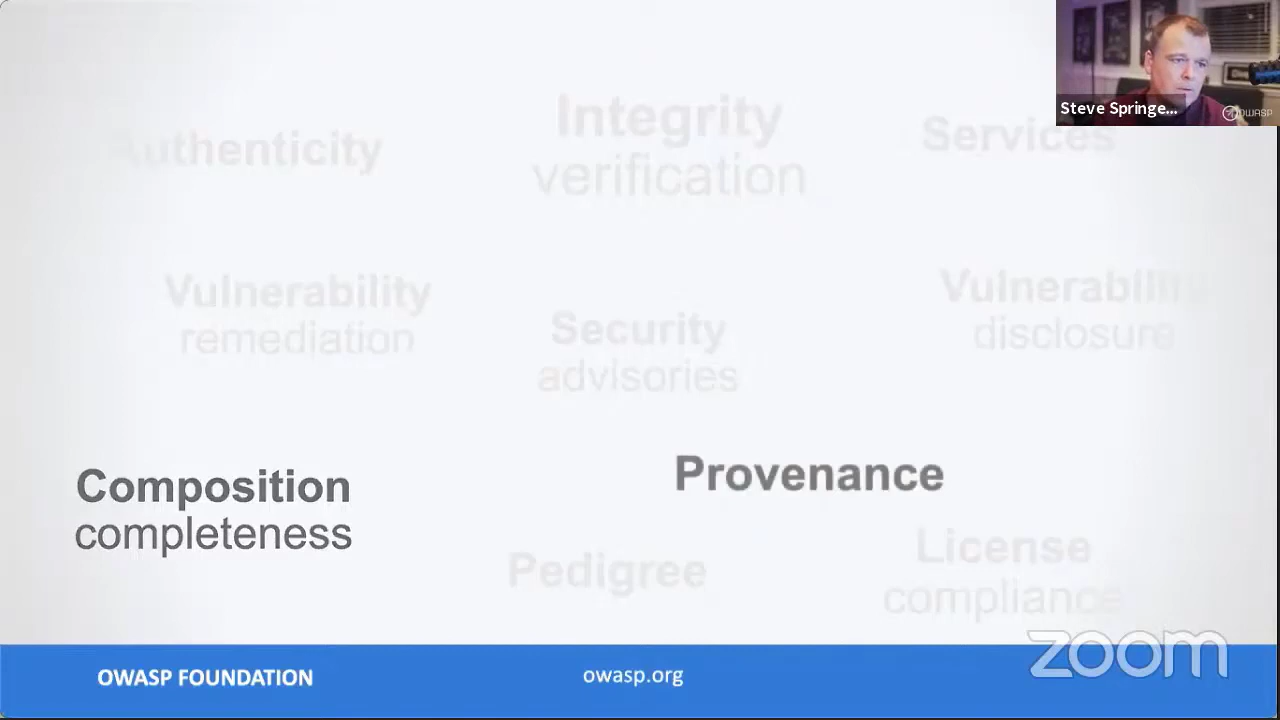 Steve Springe...
OWASP
Authenticity
Integrity
verification
Services
Vulnerability
remediation
Security
advisories
Vulnerability
disclosure
Composition
completeness
Provenance
Pedigree
License
compliance
zoom
OWASP FOUNDATION
owasp.org